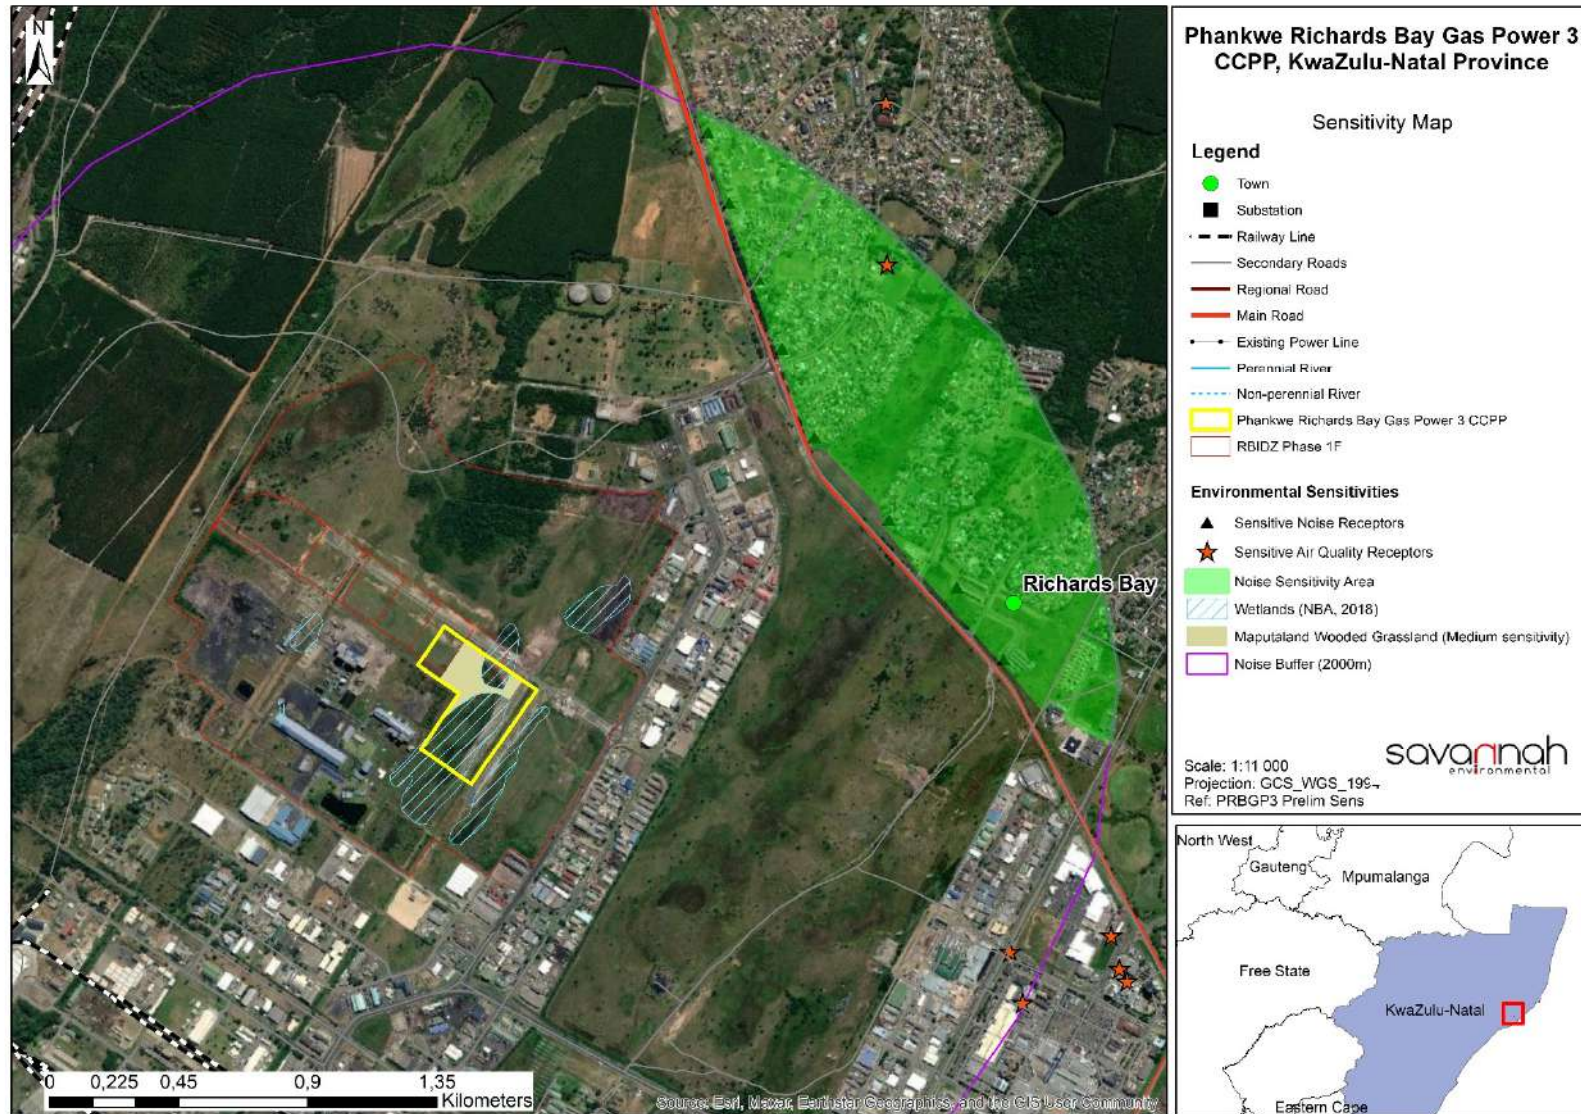 N
Richards Bay
0 0,225 0,45 0,9 1,35
Kilometers
Source: Esri, Maxar, Earthstar Geographics, and the GIS User Community
Phankwe Richards Bay Gas Power 3
CCPP, KwaZulu-Natal Province
Sensitivity Map
Legend
Town
Substation
Railway Line
Secondary Roads
Regional Road
Main Road
Existing Power Line
Perennial River
Non-perennial River
Phankwe Richards Bay Gas Power 3 CCPP
RBIDZ Phase 1F
Environmental Sensitivities
Sensitive Noise Receptors
Sensitive Air Quality Receptors
Noise Sensitivity Area
Wetlands (NBA, 2018)
Maputaland Wooded Grassland (Medium sensitivity)
Noise Buffer (2000m)
Scale: 1:11 000
Projection: GCS_WGS_1994
Ref: PRBGP3 Prelim Sens
savannah
environmental
North West
Gauteng
Mpumalanga
Free State
KwaZulu-Natal
Eastern Cape